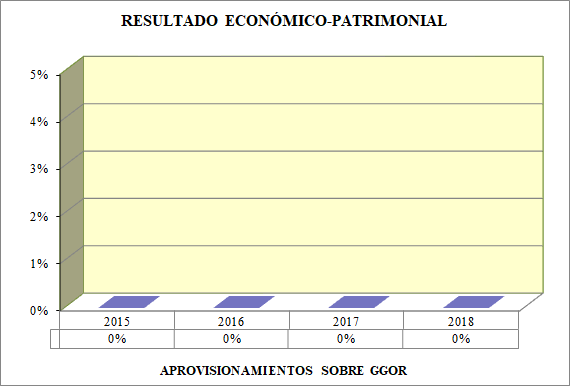 RESULTADO ECONÓMICO-PATRIMONIAL
5%
4%
3%
2%
1%
0%
2015 2016 2017 2018
0% 0% 0% 0%
APROVISIONAMIENTOS SOBRE GGOR